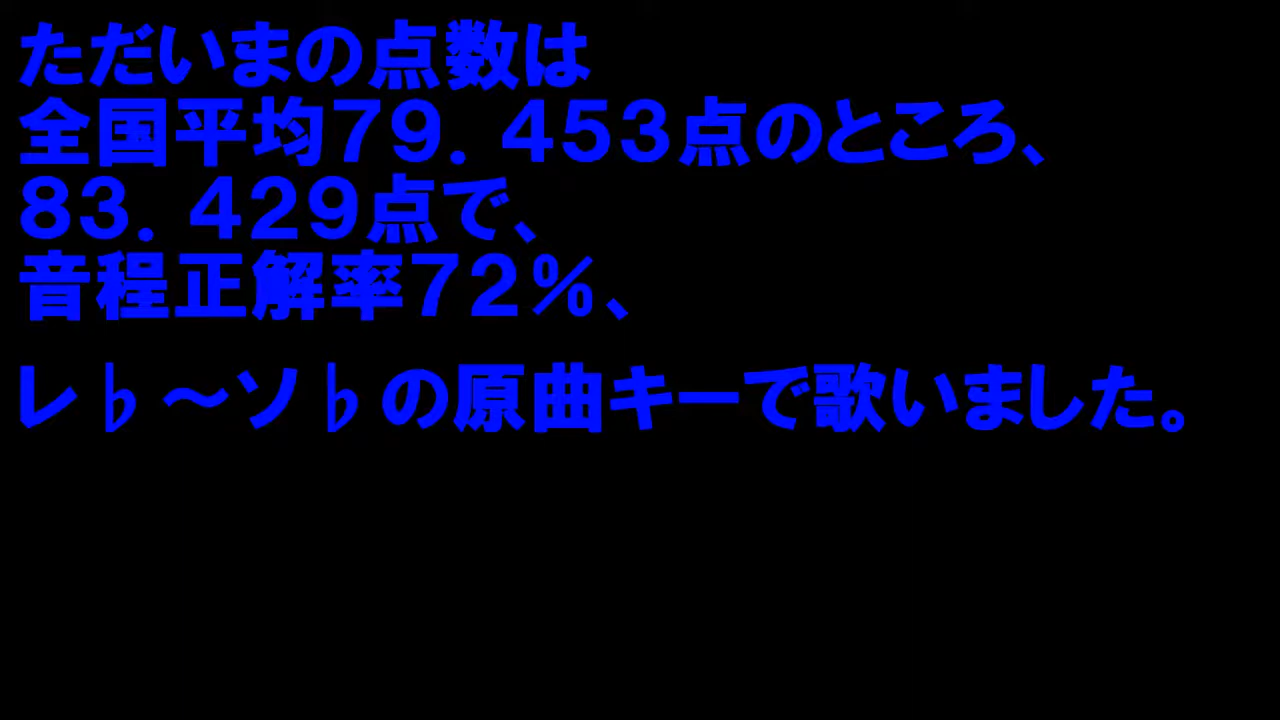 ただいまの点数は
全国平均７９．４５３点のところ、
８３．４２９点で、
音程正解率７２％、
レ♭～ソ♭の原曲キーで歌いました。